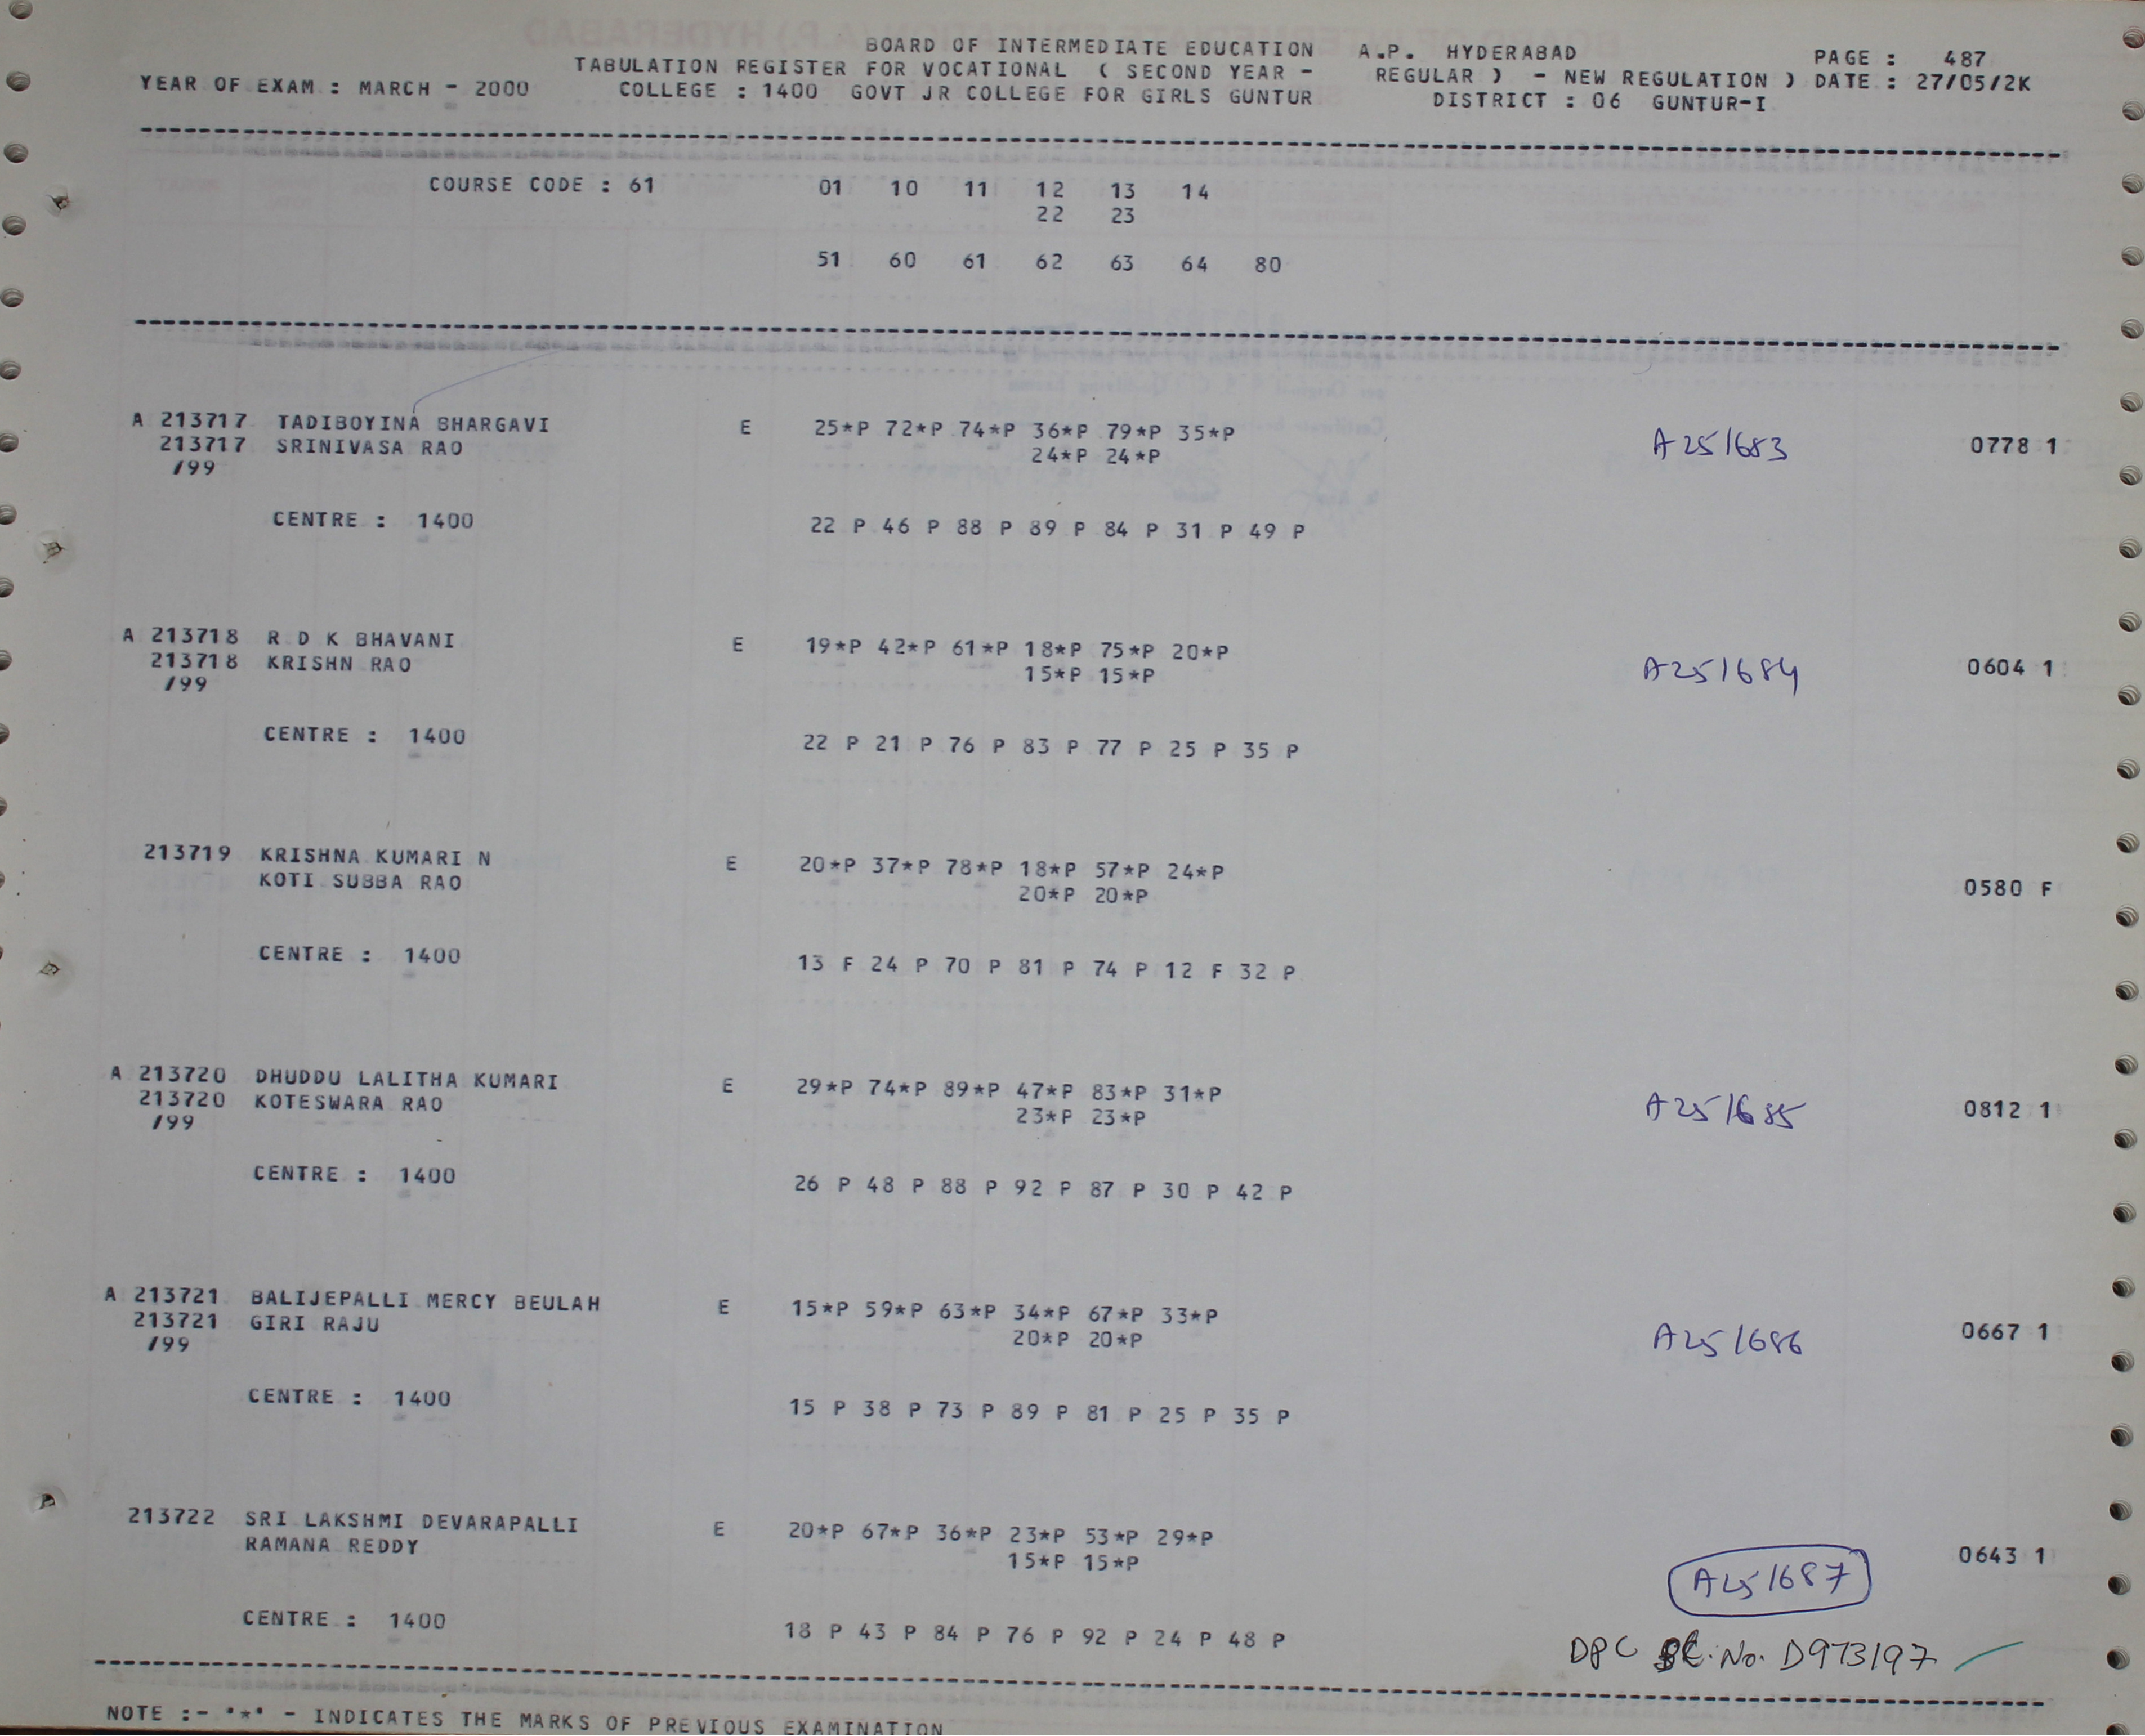 BOARD OF INTERMEDIATE EDUCATION A.P. HYDERABAD PAGE : 487
TABULATION REGISTER FOR VOCATIONAL ( SECOND YEAR - REGULAR ) - NEW REGULATION ) DATE : 27/05/2K
YEAR OF EXAM : MARCH - 2000 COLLEGE : 1400 GOVT JR COLLEGE FOR GIRLS GUNTUR DISTRICT : 06 GUNTUR-I
COURSE CODE : 61 01 10 11 12 13 14
22 23
51 60 61 62 63 64 80
A 213717 TADIBOYINA BHARGAVI E 25*P 72*P 74*P 36*P 79*P 35*P A251683 0778 1
213717 SRINIVASA RAO 24*P 24*P
/99
CENTRE : 1400 22 P 46 P 88 P 89 P 84 P 31 P 49 P
A 213718 R D K BHAVANI E 19*P 42*P 61*P 18*P 75*P 20*P A251684 0604 1
213718 KRISHN RAO 15*P 15*P
/99
CENTRE : 1400 22 P 21 P 76 P 83 P 77 P 25 P 35 P
213719 KRISHNA KUMARI N E 20*P 37*P 78*P 18*P 57*P 24*P 0580 F
KOTI SUBBA RAO 20*P 20*P
CENTRE : 1400 13 F 24 P 70 P 81 P 74 P 12 F 32 P
A 213720 DHUDDU LALITHA KUMARI E 29*P 74*P 89*P 47*P 83*P 31*P A251685 0812 1
213720 KOTESWARA RAO 23*P 23*P
/99
CENTRE : 1400 26 P 48 P 88 P 92 P 87 P 30 P 42 P
A 213721 BALIJEPALLI MERCY BEULAH E 15*P 59*P 63*P 34*P 67*P 33*P A251686 0667 1
213721 GIRI RAJU 20*P 20*P
/99
CENTRE : 1400 15 P 38 P 73 P 89 P 81 P 25 P 35 P
213722 SRI LAKSHMI DEVARAPALLI E 20*P 67*P 36*P 23*P 53*P 29*P 0643 1
RAMANA REDDY 15*P 15*P
A251687
CENTRE : 1400 18 P 43 P 84 P 76 P 92 P 24 P 48 P
DPC No. D973197
NOTE :- '*' - INDICATES THE MARKS OF PREVIOUS EXAMINATION